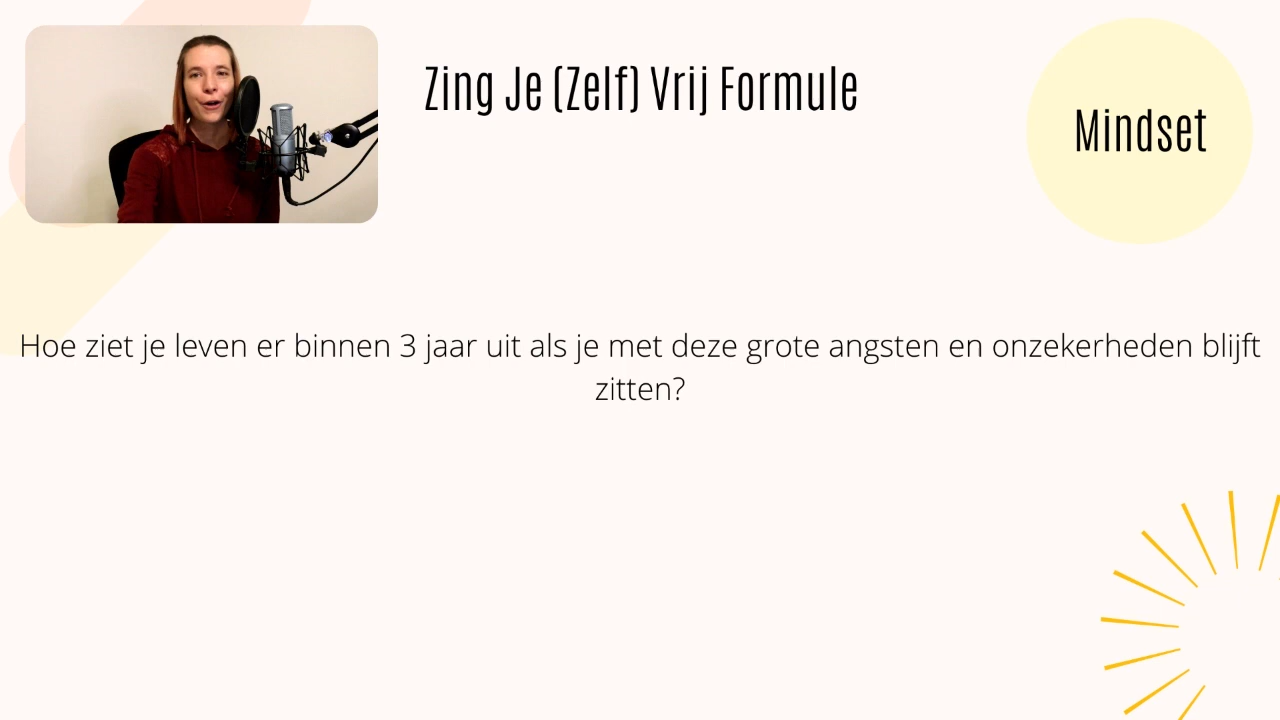 Zing Je (Zelf) Vrij Formule
Mindset
Hoe ziet je leven er binnen 3 jaar uit als je met deze grote angsten en onzekerheden blijft
zitten?